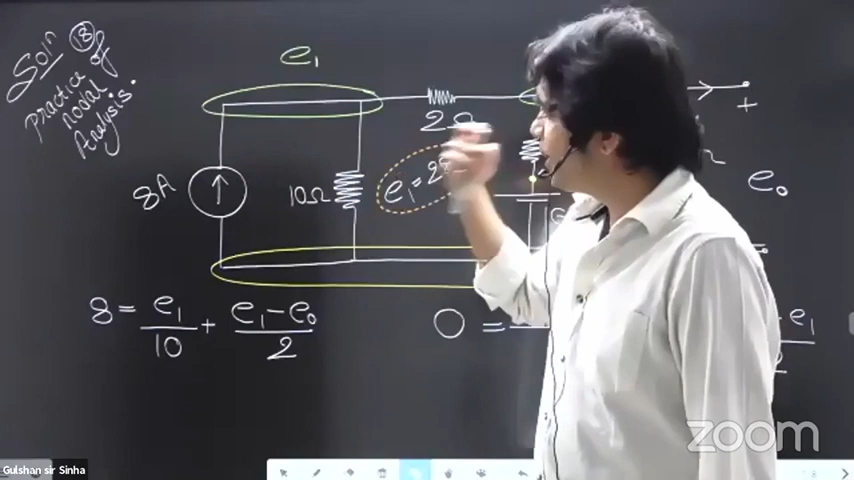 Solⁿ 18
Practice of
nodal
Analysis.
e₁
2Ω
+
8A
10Ω
e₁ = 2
e₀
8 = e₁/10 + (e₁ - e₀)/2
0 =
- e₁
zoom
Gulshan sir Sinha